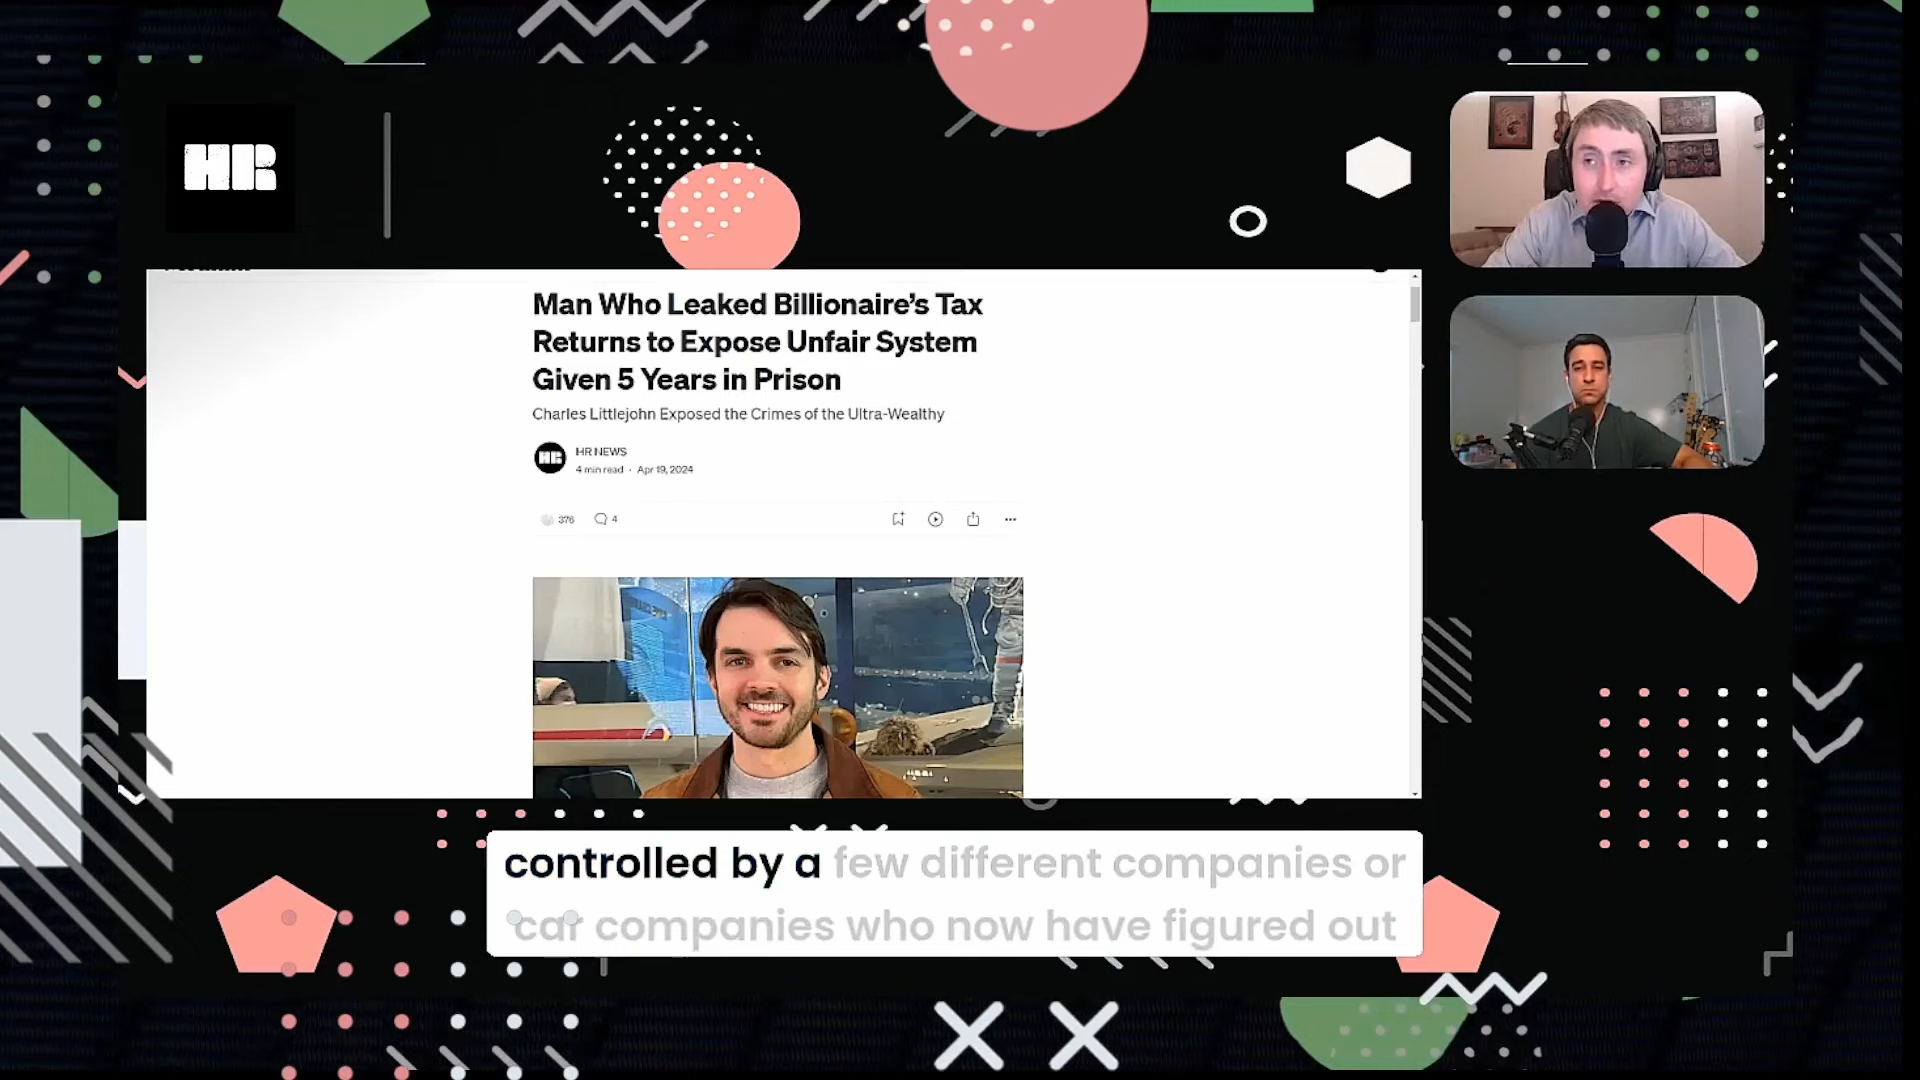 HR
Man Who Leaked Billionaire's Tax
Returns to Expose Unfair System
Given 5 Years in Prison
Charles Littlejohn Exposed the Crimes of the Ultra-Wealthy
HR
HR NEWS
4 min read · Apr 19, 2024
376 4
controlled by a few different companies or
car companies who now have figured out